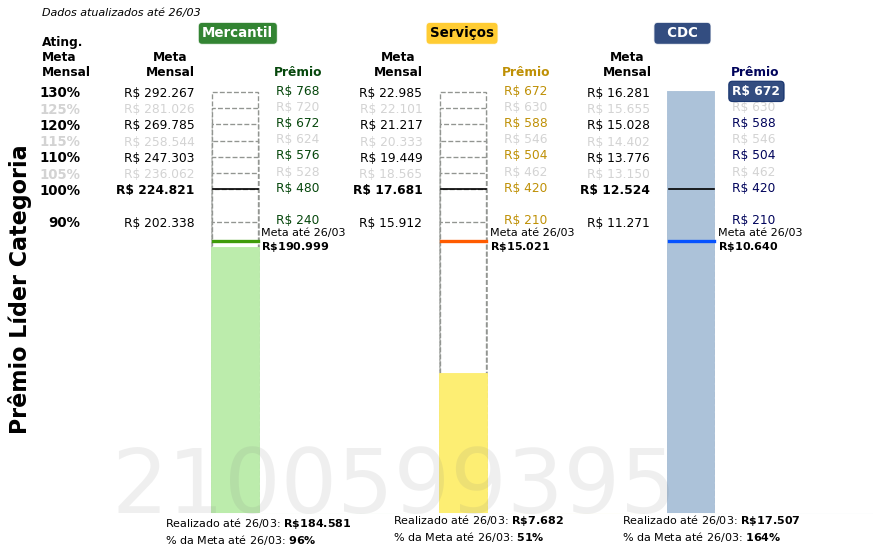 Dados atualizados até 26/03
Mercantil Serviços CDC
Ating. Meta Mensal Meta Mensal Prêmio Meta Mensal Prêmio Meta Mensal Prêmio
130% R$ 292.267 R$ 768 R$ 22.985 R$ 672 R$ 16.281 R$ 672
125% R$ 281.026 R$ 720 R$ 22.101 R$ 630 R$ 15.655 R$ 630
120% R$ 269.785 R$ 672 R$ 21.217 R$ 588 R$ 15.028 R$ 588
115% R$ 258.544 R$ 624 R$ 20.333 R$ 546 R$ 14.402 R$ 546
110% R$ 247.303 R$ 576 R$ 19.449 R$ 504 R$ 13.776 R$ 504
105% R$ 236.062 R$ 528 R$ 18.565 R$ 462 R$ 13.150 R$ 462
100% R$ 224.821 R$ 480 R$ 17.681 R$ 420 R$ 12.524 R$ 420
90% R$ 202.338 R$ 240 R$ 15.912 R$ 210 R$ 11.271 R$ 210
Meta até 26/03 Meta até 26/03 Meta até 26/03
R$190.999 R$15.021 R$10.640
Prêmio Líder Categoria
2100599395
Realizado até 26/03: R$184.581 Realizado até 26/03: R$7.682 Realizado até 26/03: R$17.507
% da Meta até 26/03: 96% % da Meta até 26/03: 51% % da Meta até 26/03: 164%